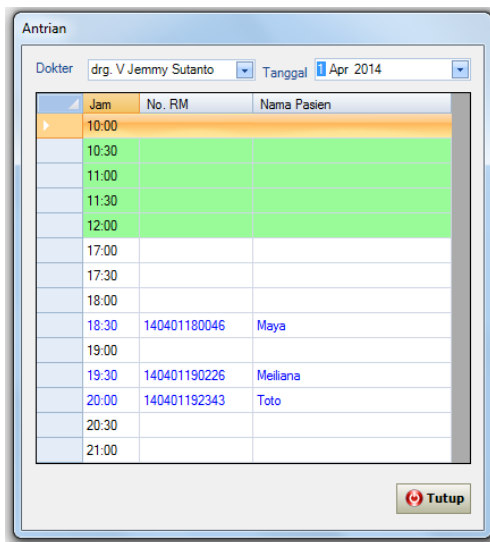 Antrian
Dokter drg. V Jemmy Sutanto Tanggal 1 Apr 2014
Jam No. RM Nama Pasien
10:00
10:30
11:00
11:30
12:00
17:00
17:30
18:00
18:30 140401180046 Maya
19:00
19:30 140401190226 Meiliana
20:00 140401192343 Toto
20:30
21:00
Tutup